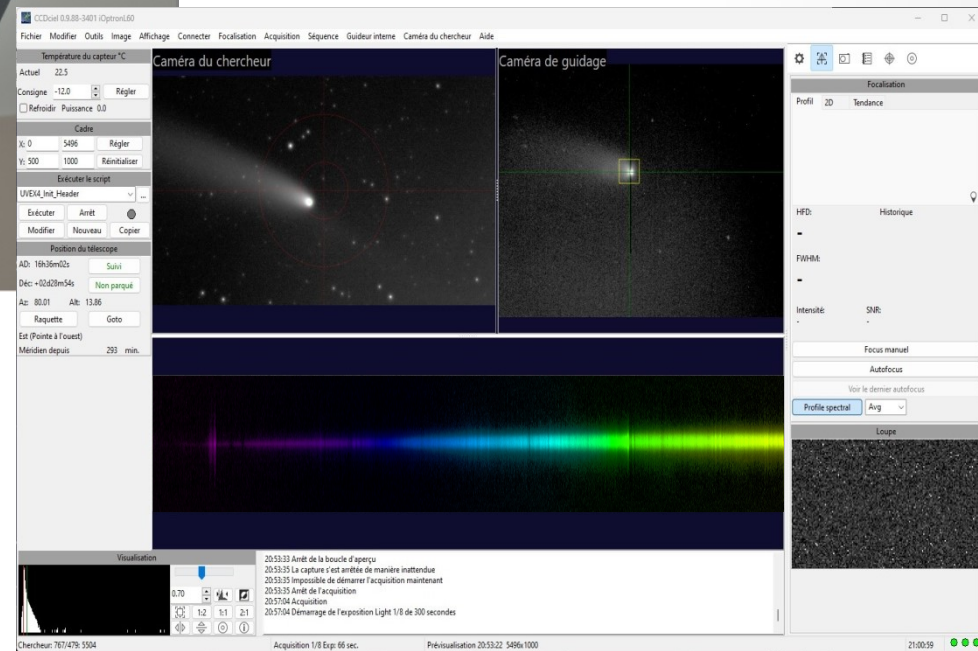 CCDciel 0.9.88-3401 iOptronL60
Fichier Modifier Outils Image Affichage Connecter Focalisation Acquisition Séquence Guideur interne Caméra du chercheur Aide
Température du capteur °C
Actuel 22.5
Consigne -12.0 Régler
Refroidir Puissance 0.0
Cadre
X: 0 5496 Régler
Y: 500 1000 Réinitialiser
Exécuter le script
UVEX4_Init_Header ...
Exécuter Arrêt
Modifier Nouveau Copier
Position du télescope
AD: 16h36m02s Suivi
Déc: +02d28m54s Non parqué
Az: 80.01 Alt: 13.86
Raquette Goto
Est (Pointe à l'ouest)
Méridien depuis 293 min.
Caméra du chercheur
Caméra de guidage
Focalisation
Profil 2D Tendance
HFD: Historique
-
FWHM:
-
Intensité: SNR:
- -
Focus manuel
Autofocus
Voir le dernier autofocus
Profile spectral Avg
Loupe
Visualisation
0.70
1:2 1:1 2:1
20:53:33 Arrêt de la boucle d'aperçu
20:53:35 La capture s'est arrêtée de manière inattendue
20:53:35 Impossible de démarrer l'acquisition maintenant
20:53:35 Arrêt de l'acquisition
20:57:04 Acquisition
20:57:04 Démarrage de l'exposition Light 1/8 de 300 secondes
Chercheur: 767/479: 5504 Acquisition 1/8 Exp: 66 sec. Prévisualisation 20:53:22 5496x1000 21:00:59